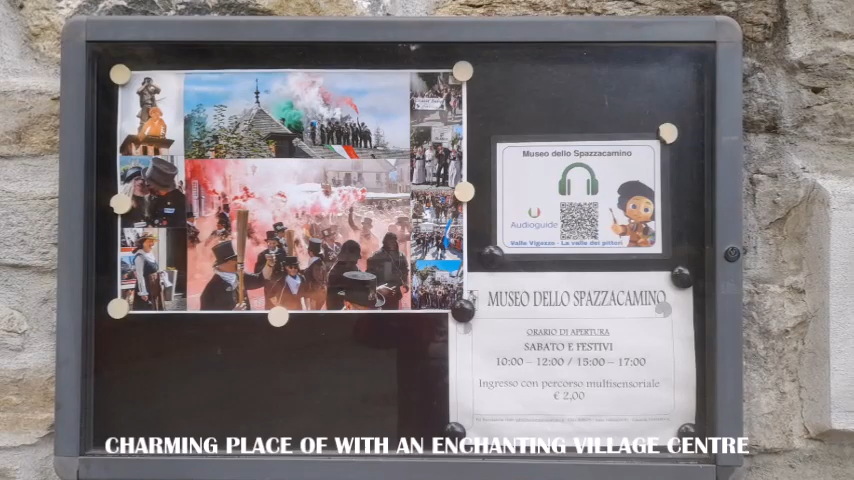 Museo dello Spazzacamino
Audioguide
Valle Vigezzo - La valle dei pittori
MUSEO DELLO SPAZZACAMINO
ORARIO DI APERTURA
SABATO E FESTIVI
10:00 – 12:00 / 15:00 – 17:00
Ingresso con percorso multisensoriale
€ 2,00
CHARMING PLACE OF WITH AN ENCHANTING VILLAGE CENTRE